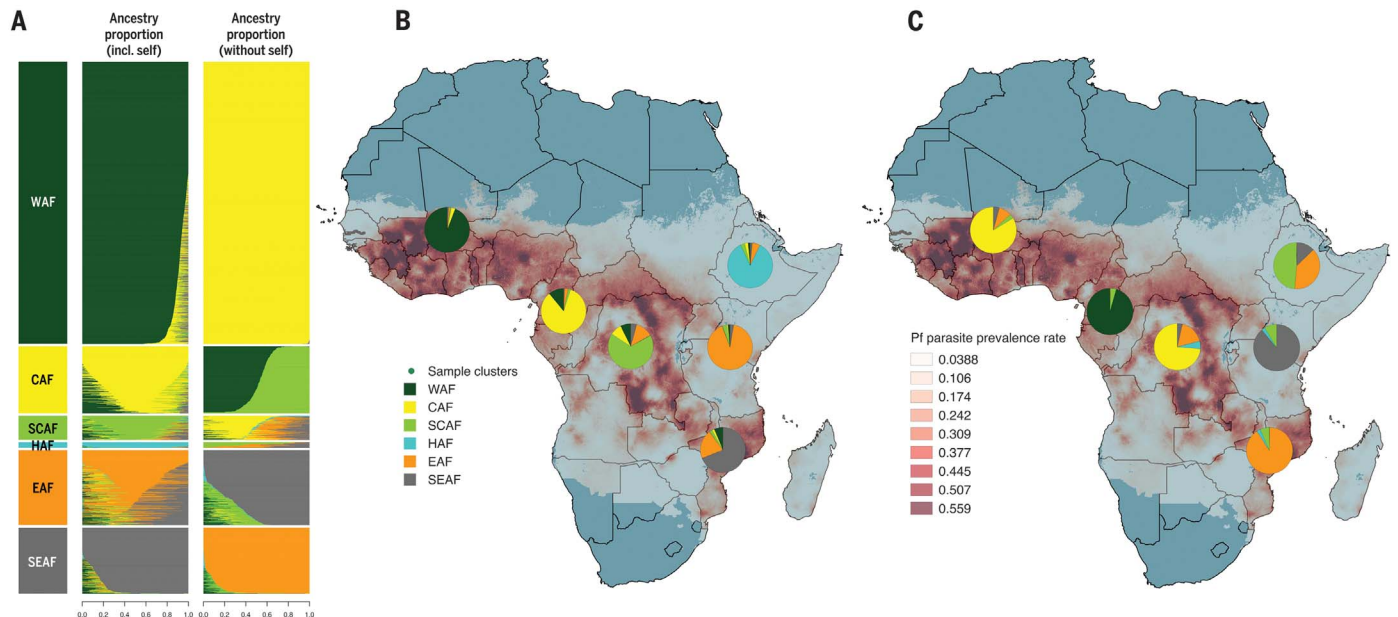 A
Ancestry
proportion
(incl. self)
Ancestry
proportion
(without self)
WAF
CAF
SCAF
HAF
EAF
SEAF
0.0 0.2 0.4 0.6 0.8 1.0
0.0 0.2 0.4 0.6 0.8 1.0
B
Sample clusters
WAF
CAF
SCAF
HAF
EAF
SEAF
C
Pf parasite prevalence rate
0.0388
0.106
0.174
0.242
0.309
0.377
0.445
0.507
0.559